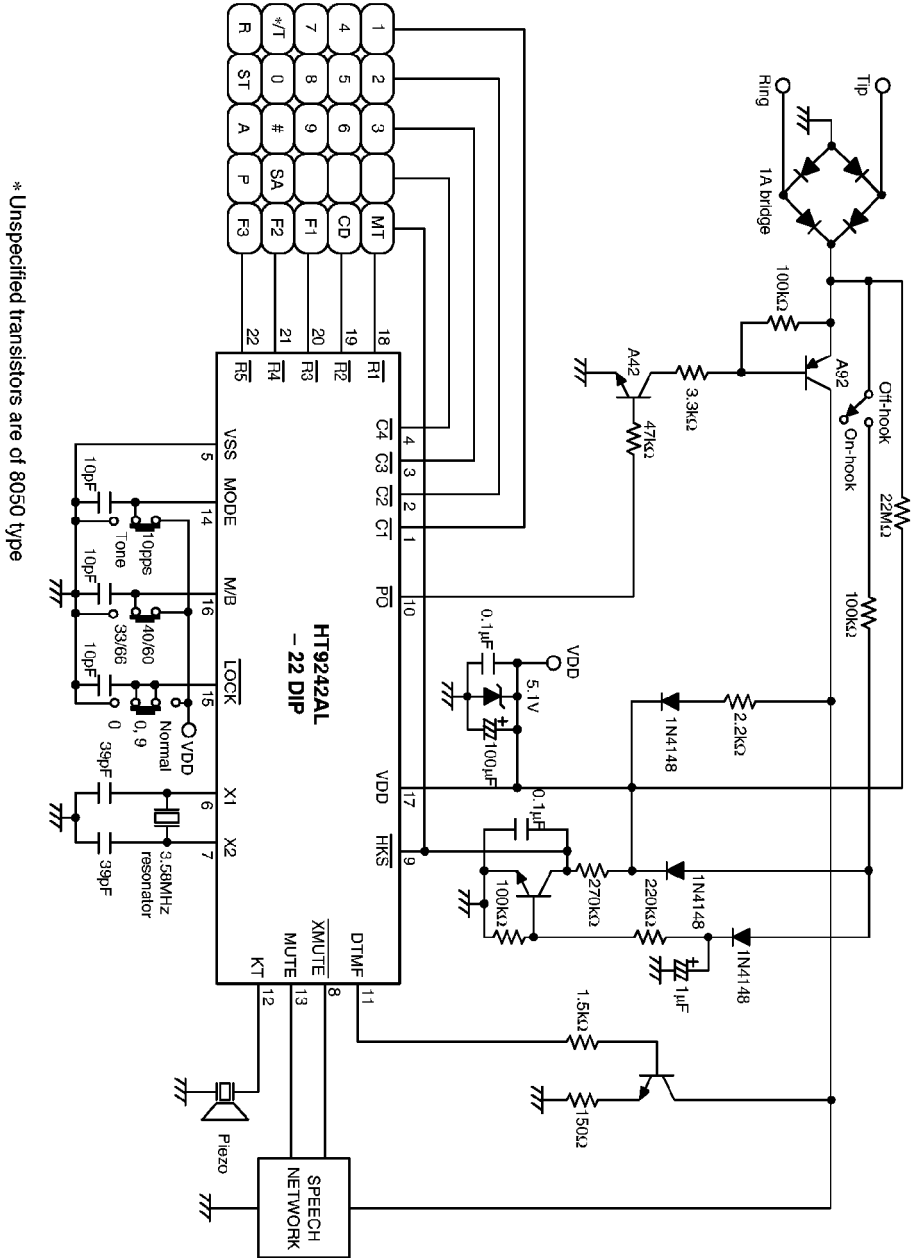 Tip
Ring
1A bridge
100kΩ
A92
Off-hook
On-hook
22MΩ
100kΩ
3.3kΩ
A42
47kΩ
2.2kΩ
1N4148
1N4148
1N4148
VDD
5.1V
0.1µF
100µF
0.1µF
270kΩ
220kΩ
100kΩ
1µF
1.5kΩ
150Ω
1 2 3 MT
4 5 6 CD
7 8 9 F1
*/T 0 # SA F2
R ST A P F3
18 R1
19 R2
20 R3
21 R4
22 R5
C4 4
C3 3
C2 2
C1 1
PO 10
VDD 17
HKS 9
HT9242AL
– 22 DIP
DTMF 11
XMUTE 8
MUTE 13
KT 12
VSS 5
MODE 14
M/B 16
LOCK 15
X1 6
X2 7
10pF
10pps
Tone
10pF
40/60
33/66
10pF
Normal
0, 9
0
VDD
39pF
39pF
3.58MHz
resonator
Piezo
SPEECH
NETWORK
* Unspecified transistors are of 8050 type